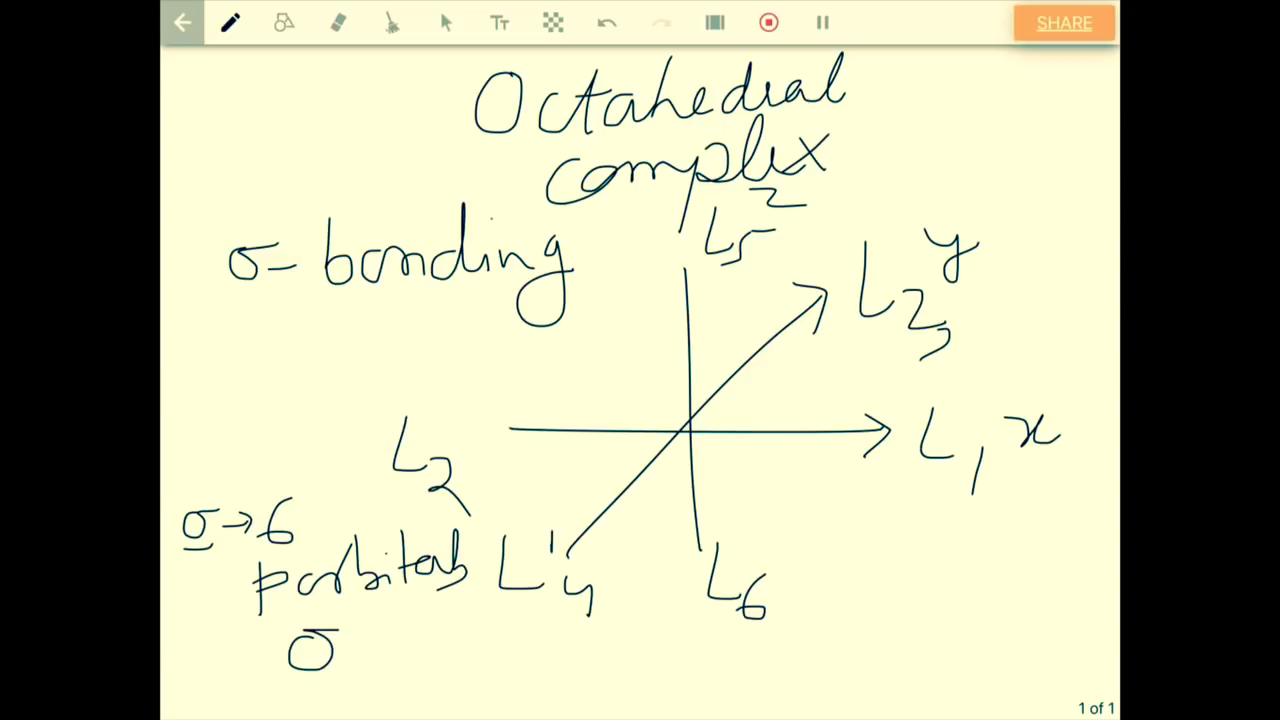 SHARE
Octahedral
complex
z
L5
σ- bonding
y
L3
L2
L1 x
σ → 6
p orbitals
L4
L6
σ
1 of 1